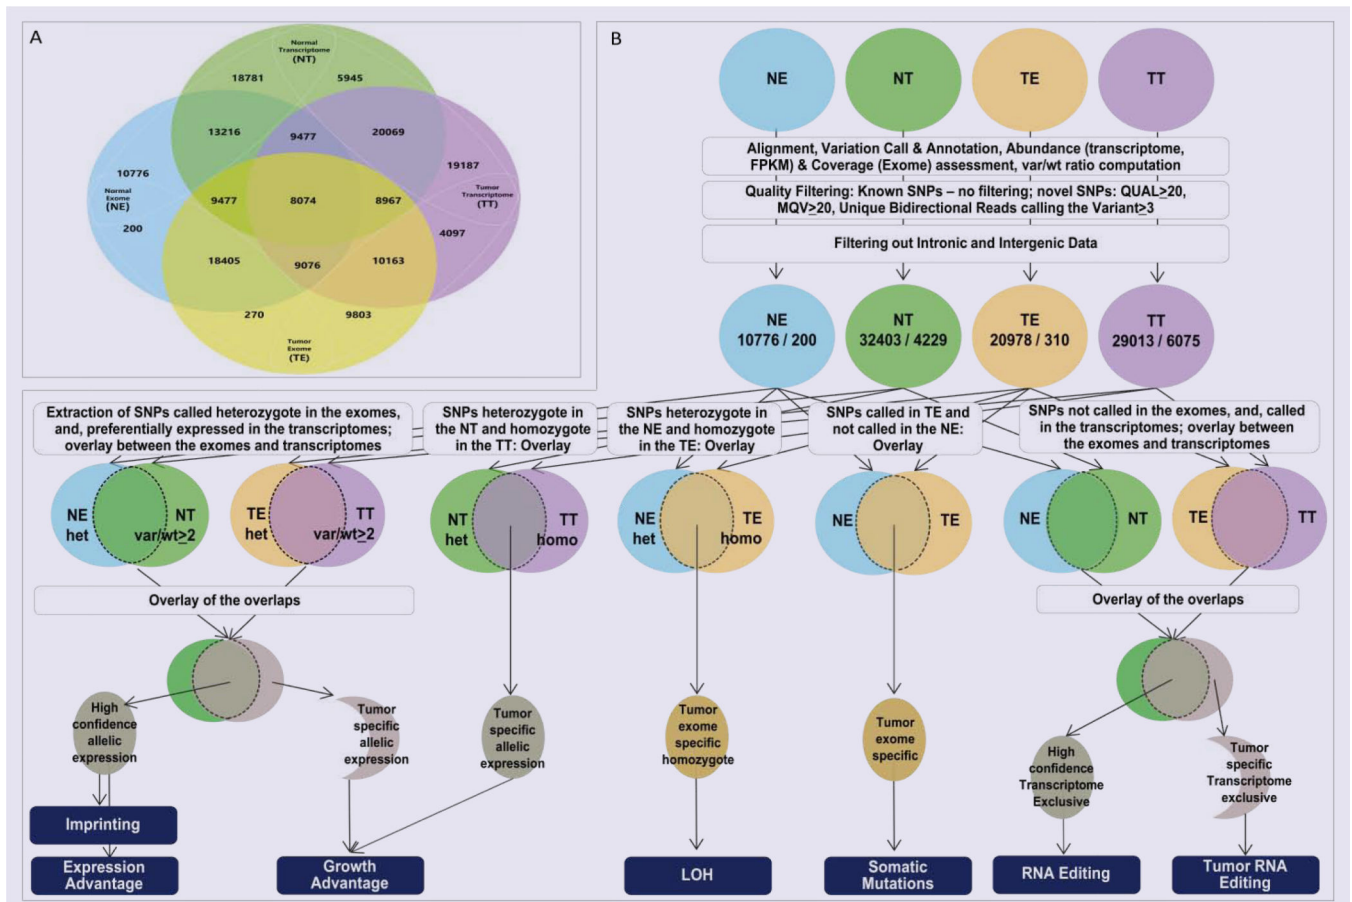 A
Normal
Transcriptome
(NT)
18781
5945
13216
9477
20069
10776
19187
Normal
Exome
(NE)
Tumor
Transcriptome
(TT)
9477
8074
8967
200
4097
18405
9076
10163
270
9803
Tumor
Exome
(TE)
B
NE
NT
TE
TT
Alignment, Variation Call & Annotation, Abundance (transcriptome,
FPKM) & Coverage (Exome) assessment, var/wt ratio computation
Quality Filtering: Known SNPs – no filtering; novel SNPs: QUAL≥20,
MQV≥20, Unique Bidirectional Reads calling the Variant≥3
Filtering out Intronic and Intergenic Data
NE
10776 / 200
NT
32403 / 4229
TE
20978 / 310
TT
29013 / 6075
Extraction of SNPs called heterozygote in the exomes,
and, preferentially expressed in the transcriptomes;
overlay between the exomes and transcriptomes
SNPs heterozygote in
the NT and homozygote
in the TT: Overlay
SNPs heterozygote in
the NE and homozygote
in the TE: Overlay
SNPs called in TE and
not called in the NE:
Overlay
SNPs not called in the exomes, and, called
in the transcriptomes; overlay between
the exomes and transcriptomes
NE
het
NT
var/wt≥2
TE
het
TT
var/wt≥2
NT
het
TT
homo
NE
het
TE
homo
NE
TE
NE
NT
TE
TT
Overlay of the overlaps
Overlay of the overlaps
High
confidence
allelic
expression
Tumor
specific
allelic
expression
Tumor
specific
allelic
expression
Tumor
exome
specific
homozygote
Tumor
exome
specific
High
confidence
Transcriptome
Exclusive
Tumor
specific
Transcriptome
exclusive
Imprinting
Expression
Advantage
Growth
Advantage
LOH
Somatic
Mutations
RNA Editing
Tumor RNA
Editing